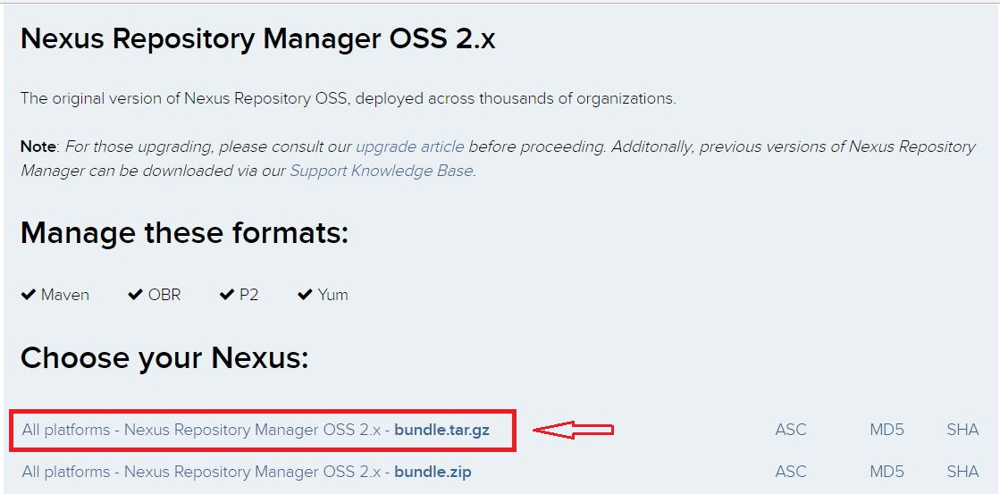 Nexus Repository Manager OSS 2.x
The original version of Nexus Repository OSS, deployed across thousands of organizations.
Note: For those upgrading, please consult our upgrade article before proceeding. Additonally, previous versions of Nexus Repository
Manager can be downloaded via our Support Knowledge Base.
Manage these formats:
Maven OBR P2 Yum
Choose your Nexus:
All platforms - Nexus Repository Manager OSS 2.x - bundle.tar.gz ASC MD5 SHA
All platforms - Nexus Repository Manager OSS 2.x - bundle.zip ASC MD5 SHA